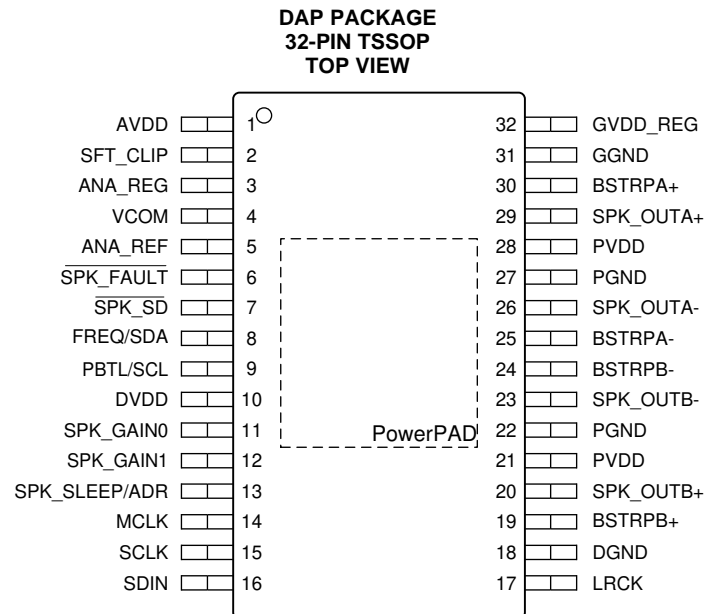 DAP PACKAGE
32-PIN TSSOP
TOP VIEW
AVDD 1 32 GVDD_REG
SFT_CLIP 2 31 GGND
ANA_REG 3 30 BSTRPA+
VCOM 4 29 SPK_OUTA+
ANA_REF 5 28 PVDD
SPK_FAULT 6 27 PGND
SPK_SD 7 26 SPK_OUTA-
FREQ/SDA 8 25 BSTRPA-
PBTL/SCL 9 24 BSTRPB-
DVDD 10 23 SPK_OUTB-
SPK_GAIN0 11 PowerPAD 22 PGND
SPK_GAIN1 12 21 PVDD
SPK_SLEEP/ADR 13 20 SPK_OUTB+
MCLK 14 19 BSTRPB+
SCLK 15 18 DGND
SDIN 16 17 LRCK